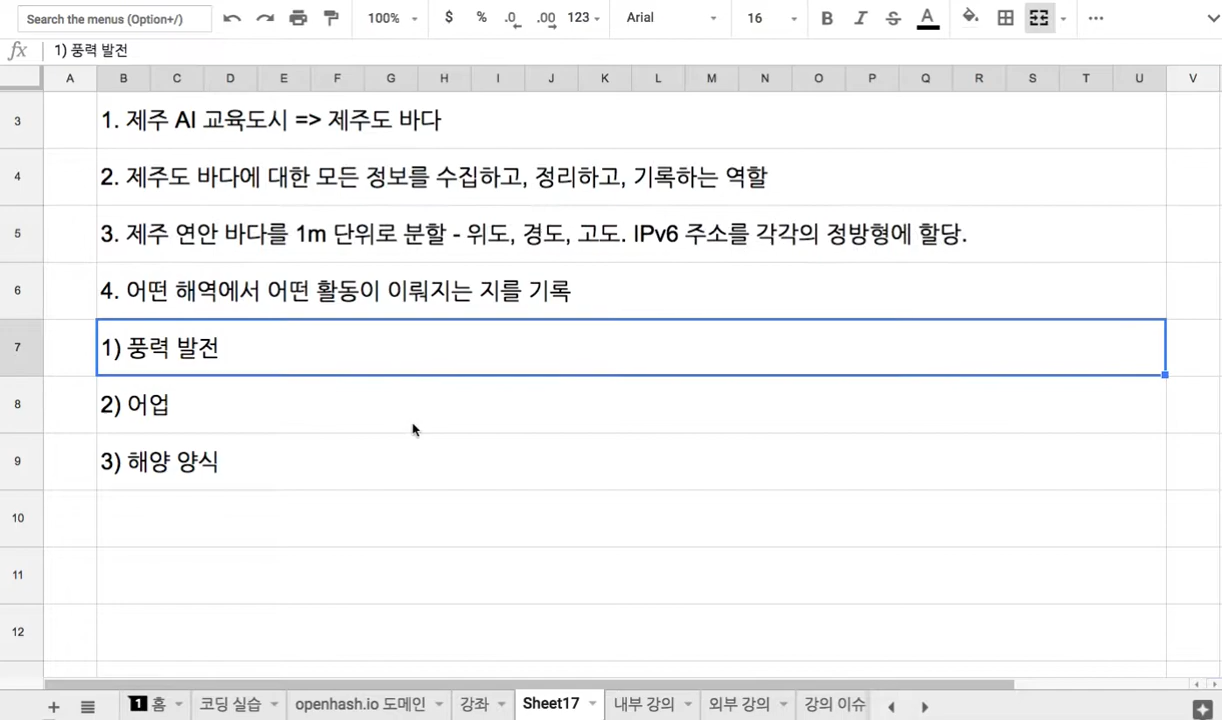 Search the menus (Option+/) 100% $ % .0 .00 123 Arial 16 B I S A
fx 1) 풍력 발전
A B C D E F G H I J K L M N O P Q R S T U V
3 1. 제주 AI 교육도시 => 제주도 바다
4 2. 제주도 바다에 대한 모든 정보를 수집하고, 정리하고, 기록하는 역할
5 3. 제주 연안 바다를 1m 단위로 분할 - 위도, 경도, 고도. IPv6 주소를 각각의 정방형에 할당.
6 4. 어떤 해역에서 어떤 활동이 이뤄지는 지를 기록
7 1) 풍력 발전
8 2) 어업
9 3) 해양 양식
10
11
12
1 홈 코딩 실습 openhash.io 도메인 강좌 Sheet17 내부 강의 외부 강의 강의 이슈